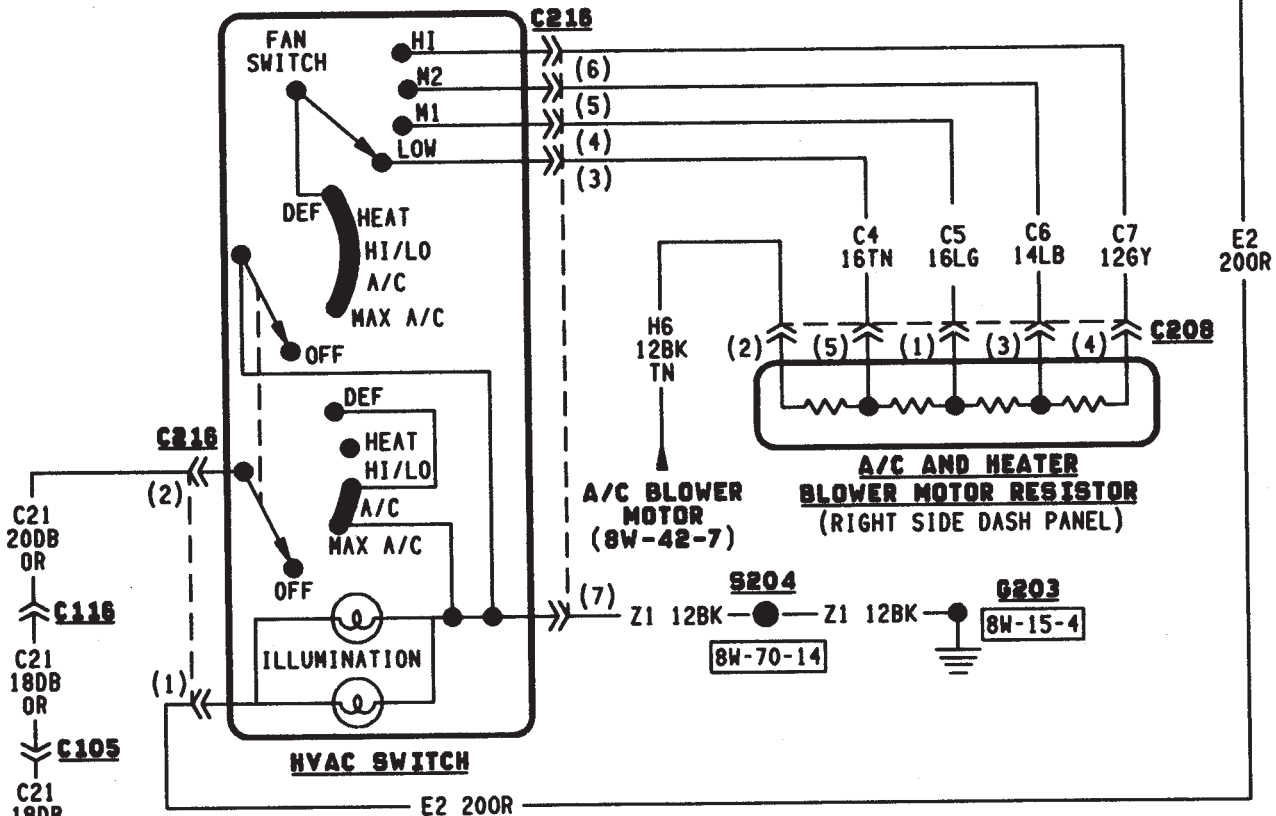 C216
FAN
SWITCH
HI
M2
M1
LOW
(6)
(5)
(4)
(3)
DEF
HEAT
HI/LO
A/C
MAX A/C
OFF
C4
16TN
C5
16LG
C6
14LB
C7
12GY
E2
20OR
H6
12BK
TN
(2)
(5)
(1)
(3)
(4)
C208
A/C AND HEATER
BLOWER MOTOR RESISTOR
(RIGHT SIDE DASH PANEL)
A/C BLOWER
MOTOR
(8W-42-7)
DEF
HEAT
HI/LO
A/C
MAX A/C
OFF
C216
(2)
C21
20DB
OR
C116
C21
18DB
OR
(1)
C105
C21
18DB
ILLUMINATION
(7)
Z1 12BK
S204
Z1 12BK
G203
8W-15-4
8W-70-14
HVAC SWITCH
E2 20OR